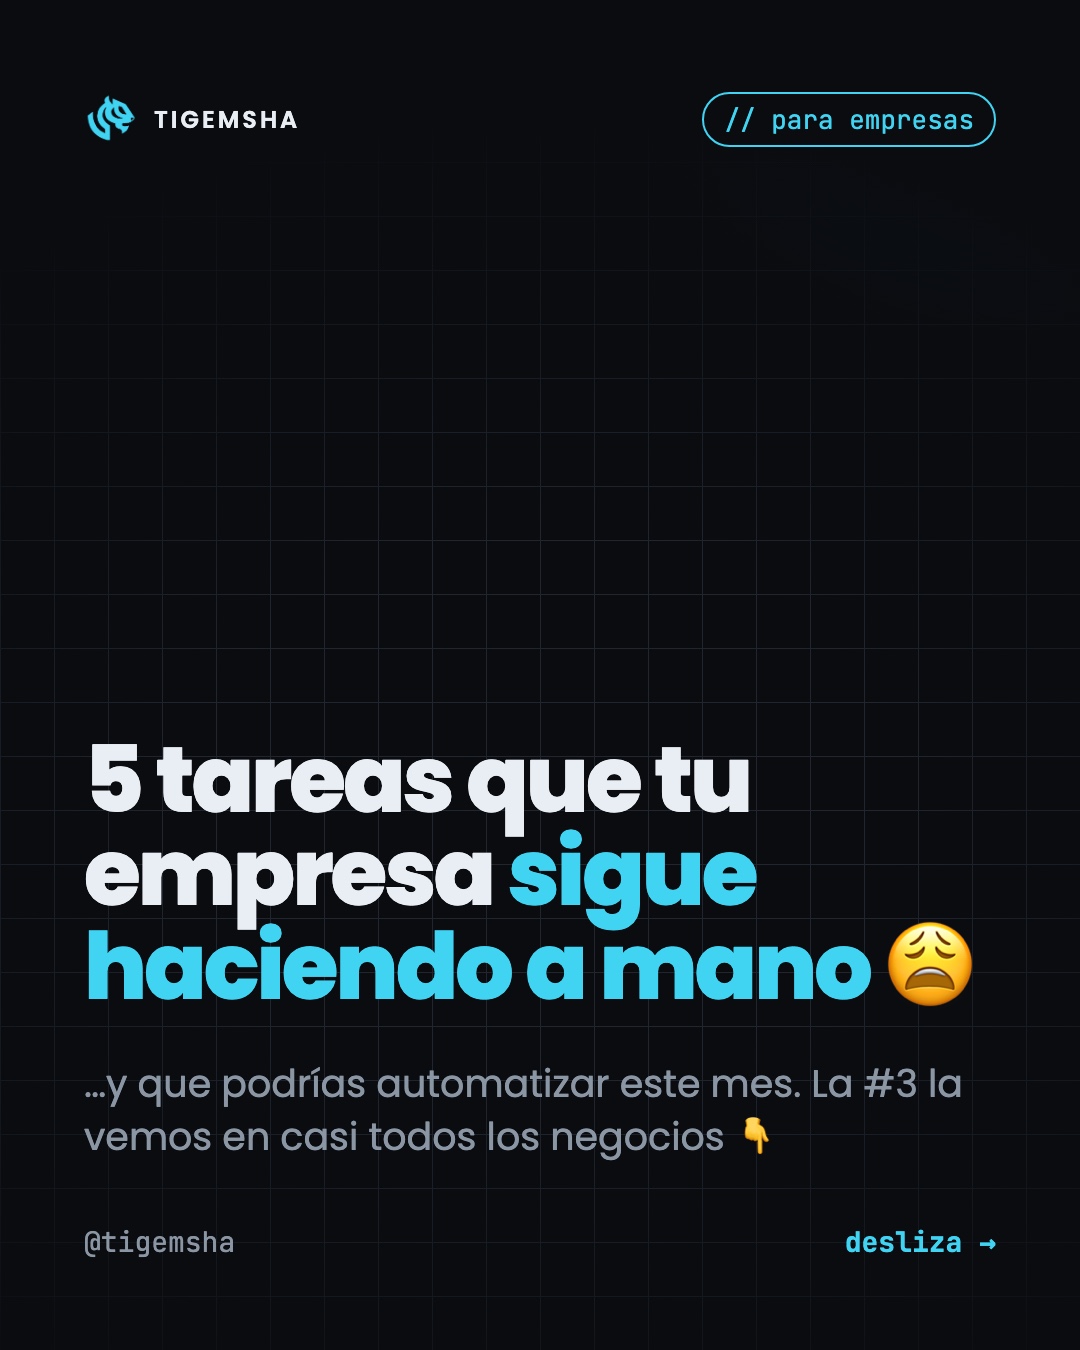 TIGEMSHA
// para empresas
5 tareas que tu
empresa sigue
haciendo a mano 😩
…y que podrías automatizar este mes. La #3 la
vemos en casi todos los negocios 👇
@tigemsha
desliza →